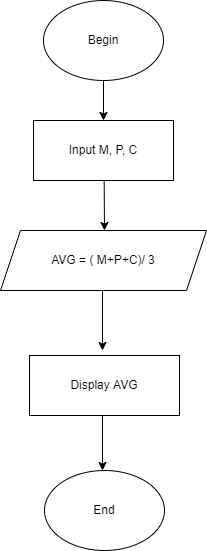 Begin
Input M, P, C
AVG = ( M+P+C)/ 3
Display AVG
End